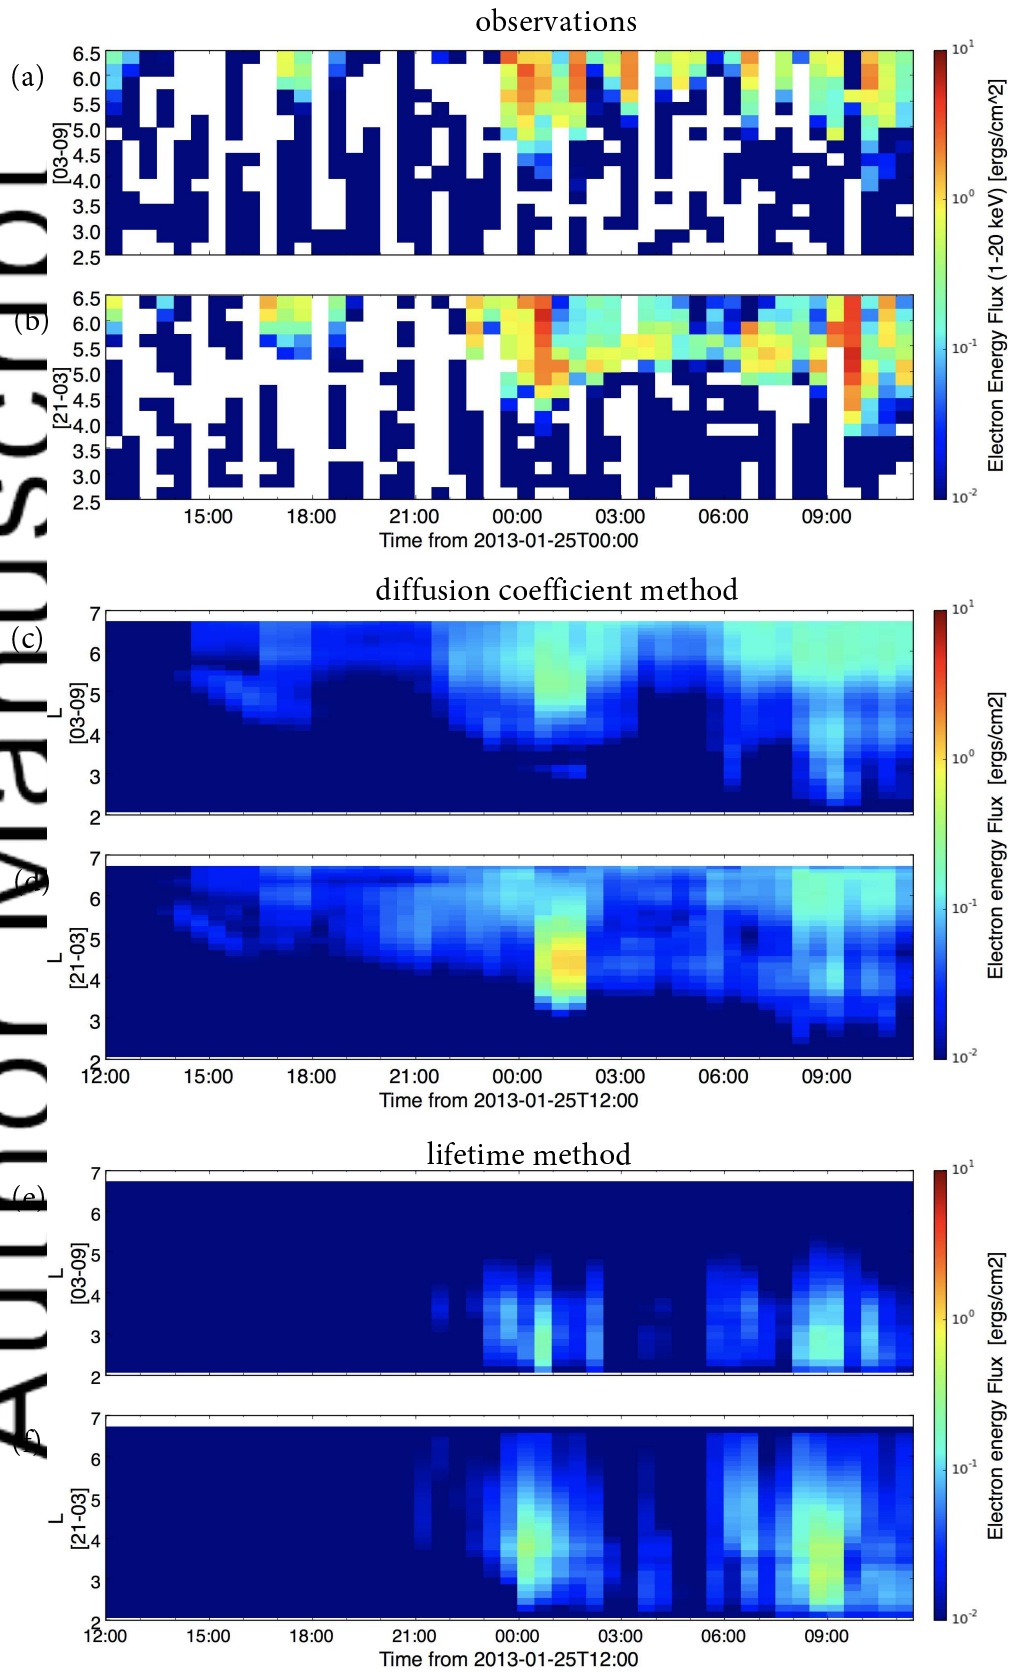 observations
(a)
6.5
6.0
5.5
5.0
4.5
4.0
3.5
3.0
2.5
[03-09]
(b)
6.5
6.0
5.5
5.0
4.5
4.0
3.5
3.0
2.5
[21-03]
15:00 18:00 21:00 00:00 03:00 06:00 09:00
Time from 2013-01-25T00:00
10^1
10^0
10^-1
10^-2
Electron Energy Flux (1-20 keV) [ergs/cm^2]
diffusion coefficient method
(c)
7
6
5
4
3
2
L
[03-09]
(d)
7
6
5
4
3
2
L
[21-03]
12:00 15:00 18:00 21:00 00:00 03:00 06:00 09:00
Time from 2013-01-25T12:00
10^1
10^0
10^-1
10^-2
Electron energy Flux [ergs/cm2]
lifetime method
(e)
7
6
5
4
3
2
L
[03-09]
(f)
7
6
5
4
3
2
L
[21-03]
12:00 15:00 18:00 21:00 00:00 03:00 06:00 09:00
Time from 2013-01-25T12:00
10^1
10^0
10^-1
10^-2
Electron energy Flux [ergs/cm2]
Author Manuscript